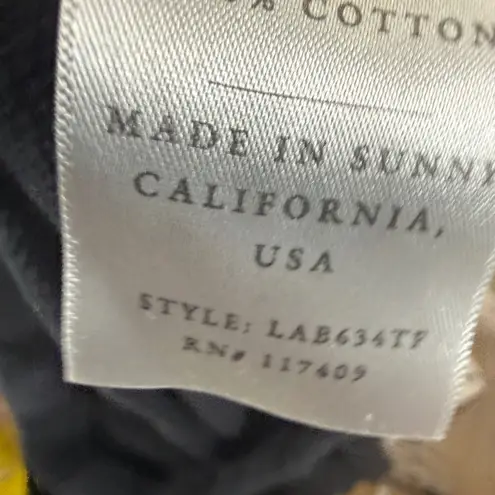 % COTTON
MADE IN SUNNY
CALIFORNIA,
USA
STYLE: LAB634TF
RN# 117409